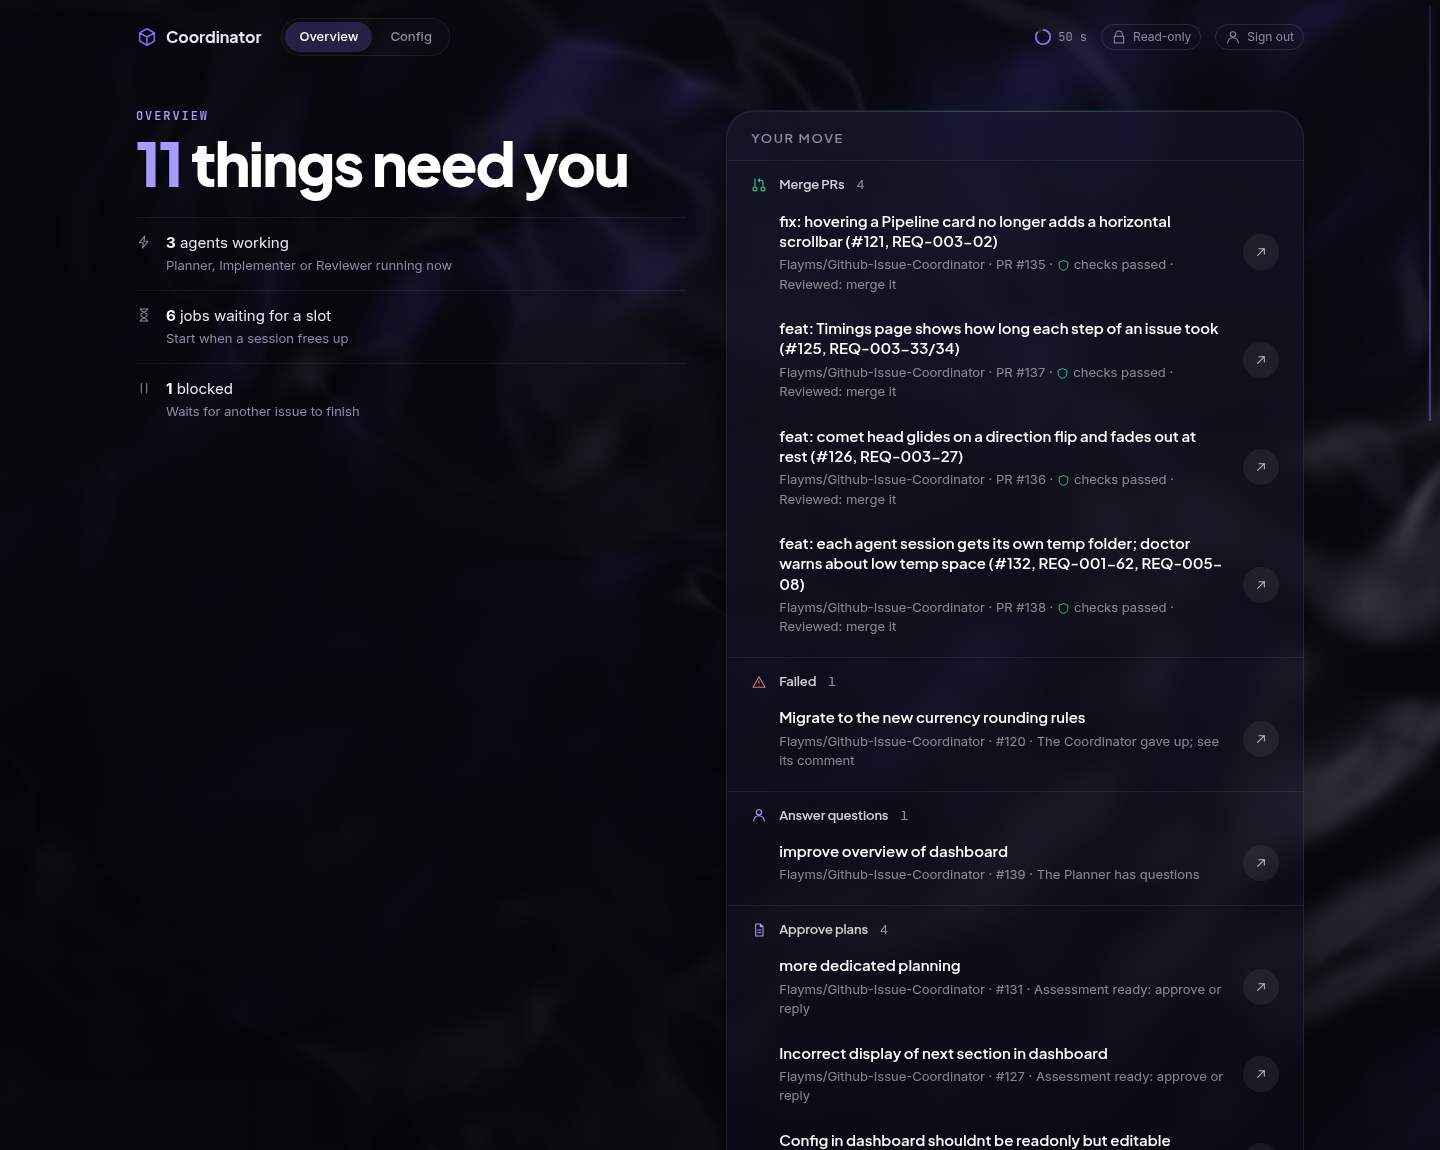 Coordinator
Overview
Config
50 s
Read-only
Sign out
OVERVIEW
11 things need you
3 agents working
Planner, Implementer or Reviewer running now
6 jobs waiting for a slot
Start when a session frees up
1 blocked
Waits for another issue to finish
YOUR MOVE
Merge PRs 4
fix: hovering a Pipeline card no longer adds a horizontal
scrollbar (#121, REQ-003-02)
Flayms/Github-Issue-Coordinator · PR #135 · checks passed ·
Reviewed: merge it
feat: Timings page shows how long each step of an issue took
(#125, REQ-003-33/34)
Flayms/Github-Issue-Coordinator · PR #137 · checks passed ·
Reviewed: merge it
feat: comet head glides on a direction flip and fades out at
rest (#126, REQ-003-27)
Flayms/Github-Issue-Coordinator · PR #136 · checks passed ·
Reviewed: merge it
feat: each agent session gets its own temp folder; doctor
warns about low temp space (#132, REQ-001-62, REQ-005-
08)
Flayms/Github-Issue-Coordinator · PR #138 · checks passed ·
Reviewed: merge it
Failed 1
Migrate to the new currency rounding rules
Flayms/Github-Issue-Coordinator · #120 · The Coordinator gave up; see
its comment
Answer questions 1
improve overview of dashboard
Flayms/Github-Issue-Coordinator · #139 · The Planner has questions
Approve plans 4
more dedicated planning
Flayms/Github-Issue-Coordinator · #131 · Assessment ready: approve or
reply
Incorrect display of next section in dashboard
Flayms/Github-Issue-Coordinator · #127 · Assessment ready: approve or
reply
Config in dashboard shouldnt be readonly but editable